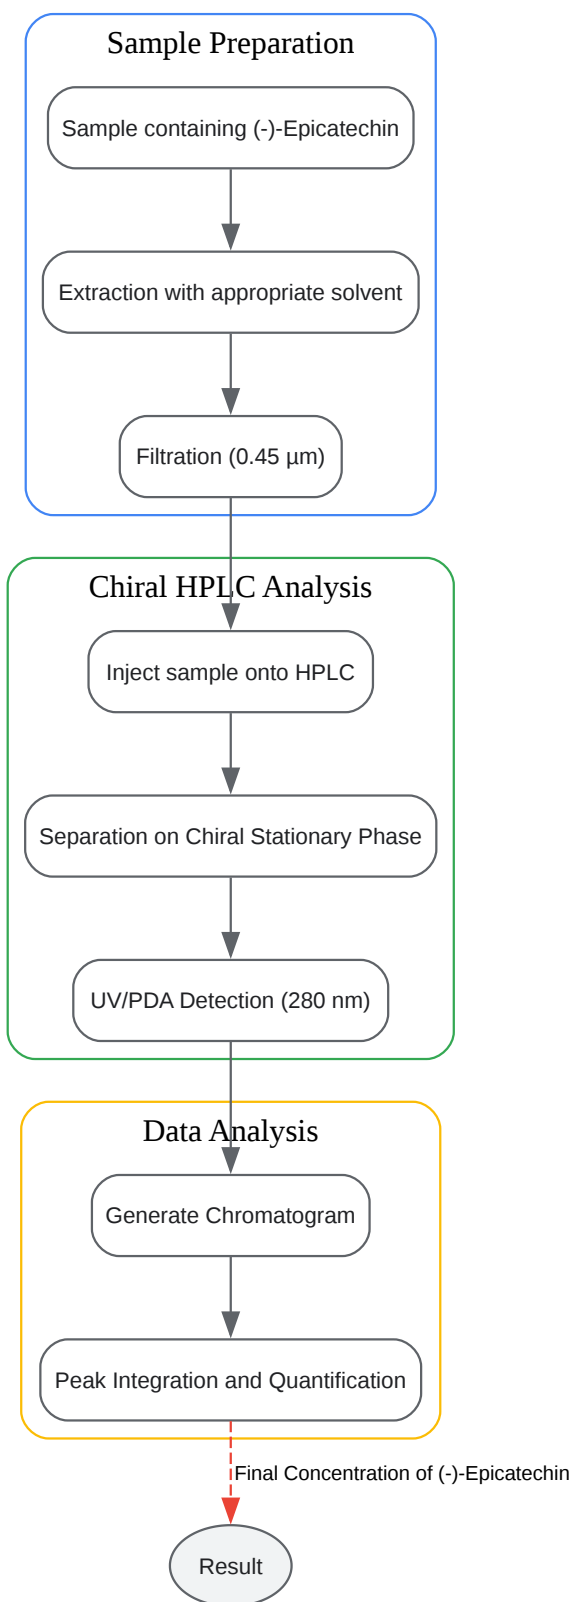 Sample Preparation
Sample containing (-)-Epicatechin
Extraction with appropriate solvent
Filtration (0.45 µm)
Chiral HPLC Analysis
Inject sample onto HPLC
Separation on Chiral Stationary Phase
UV/PDA Detection (280 nm)
Data Analysis
Generate Chromatogram
Peak Integration and Quantification
Final Concentration of (-)-Epicatechin
Result